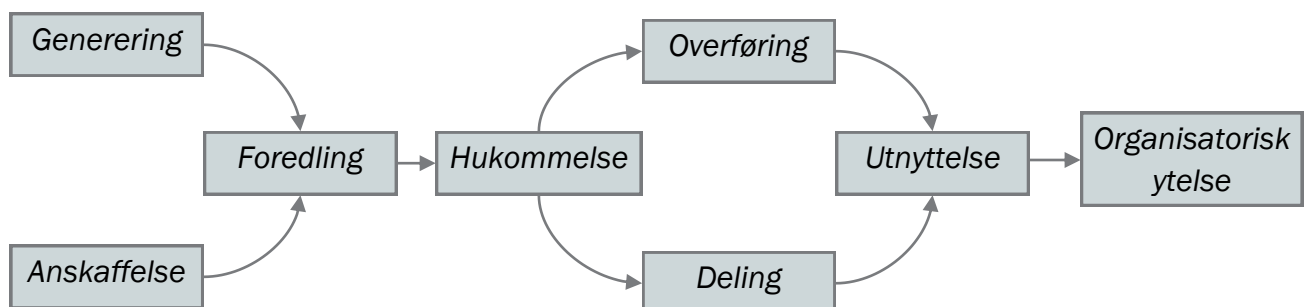 Generering
Anskaffelse
Foredling
Hukommelse
Overføring
Deling
Utnyttelse
Organisatorisk
ytelse